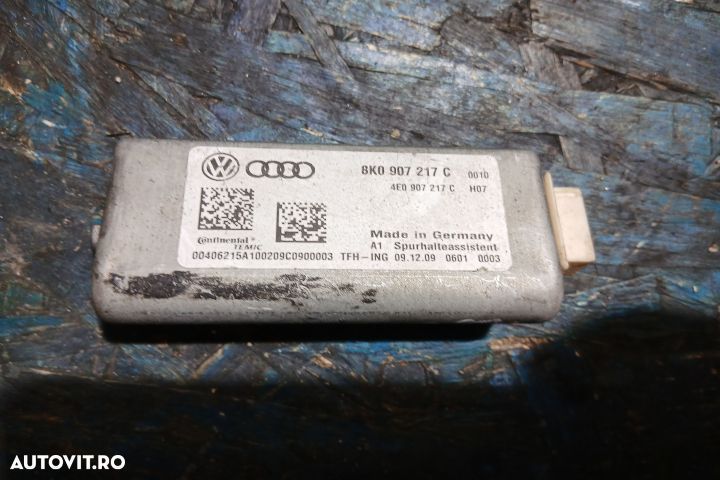 8K0 907 217 C 0010
4E0 907 217 C H07
Continental
TEMIC
Made in Germany
A1 Spurhalteassistent
00406215A100209C0900003 TFH-ING 09.12.09 0601 0003
AUTOVIT.RO